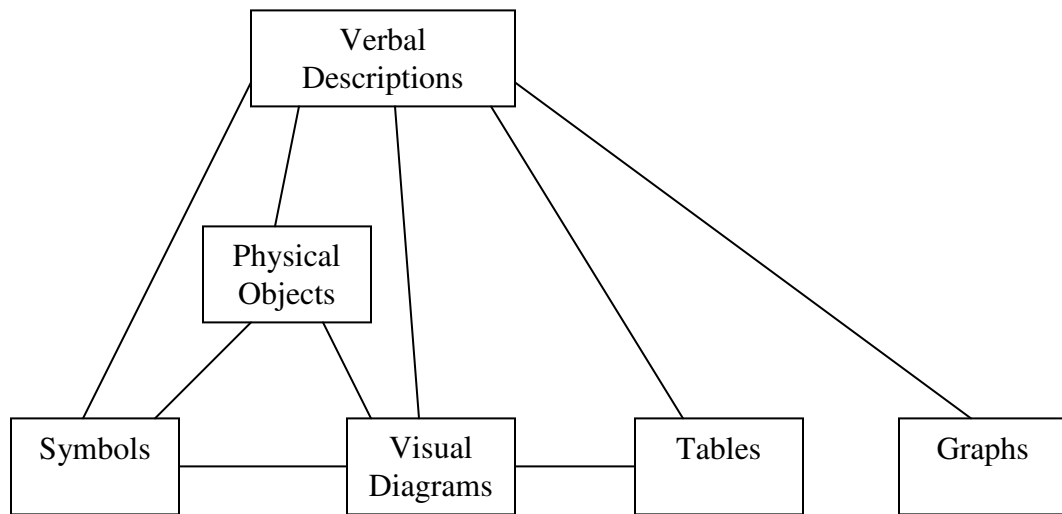 Verbal
Descriptions
Physical
Objects
Symbols
Visual
Diagrams
Tables
Graphs